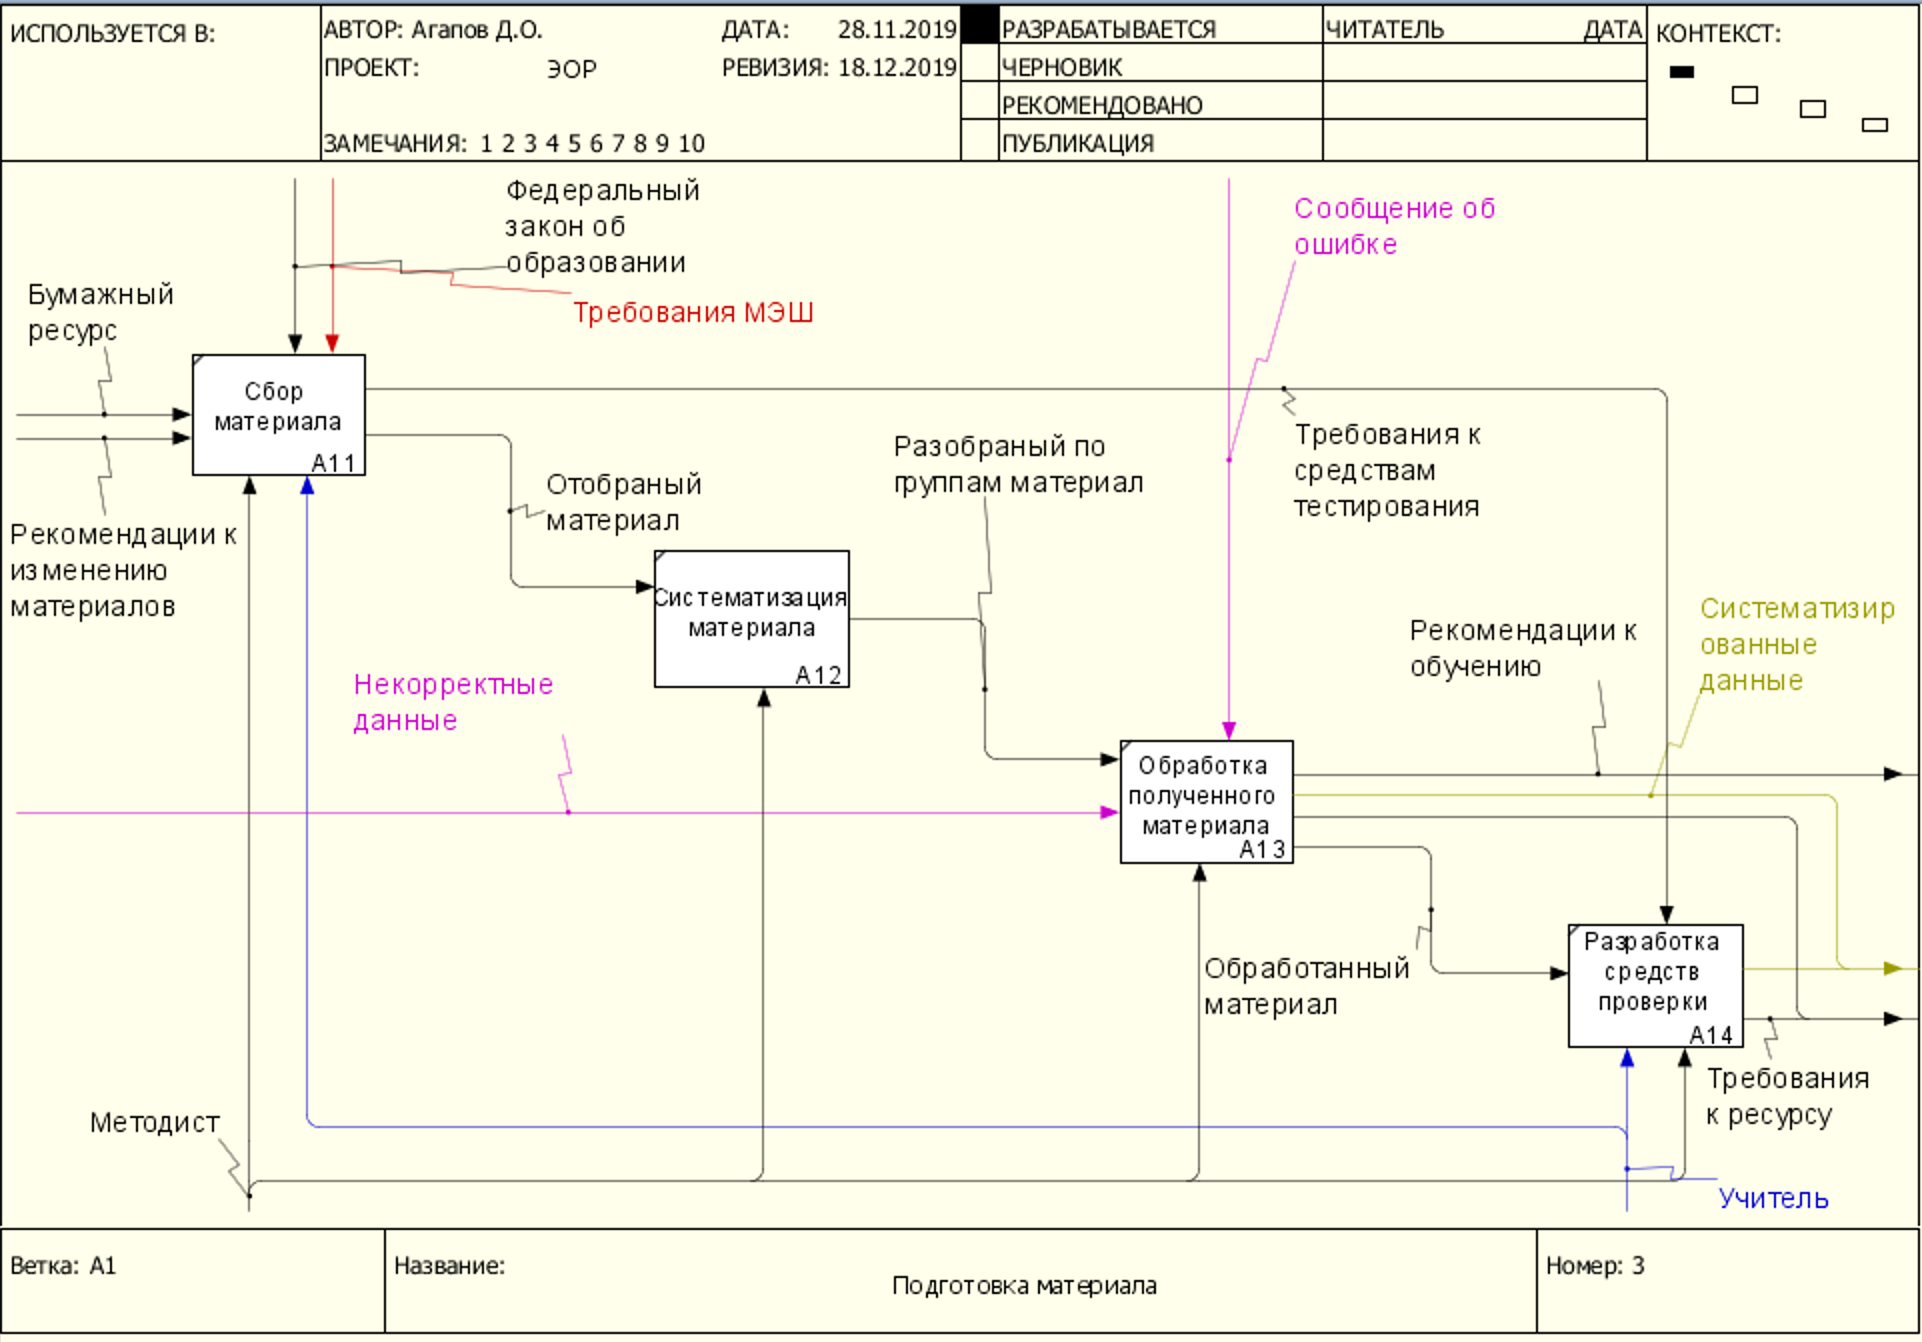 ИСПОЛЬЗУЕТСЯ В:
АВТОР: Агапов Д.О.
ДАТА: 28.11.2019
ПРОЕКТ: ЭОР
РЕВИЗИЯ: 18.12.2019
ЗАМЕЧАНИЯ: 1 2 3 4 5 6 7 8 9 10
РАЗРАБАТЫВАЕТСЯ
ЧЕРНОВИК
РЕКОМЕНДОВАНО
ПУБЛИКАЦИЯ
ЧИТАТЕЛЬ
ДАТА
КОНТЕКСТ:
Федеральный
закон об
образовании
Требования МЭШ
Сообщение об
ошибке
Бумажный
ресурс
Сбор
материала
A11
Рекомендации к
изменению
материалов
Отобраный
материал
Разобраный по
группам материал
Требования к
средствам
тестирования
Систематизация
материала
A12
Некорректные
данные
Рекомендации к
обучению
Систематизир
ованные
данные
Обработка
полученного
материала
A13
Обработанный
материал
Разработка
средств
проверки
A14
Требования
к ресурсу
Методист
Учитель
Ветка: A1
Название:
Подготовка материала
Номер: 3